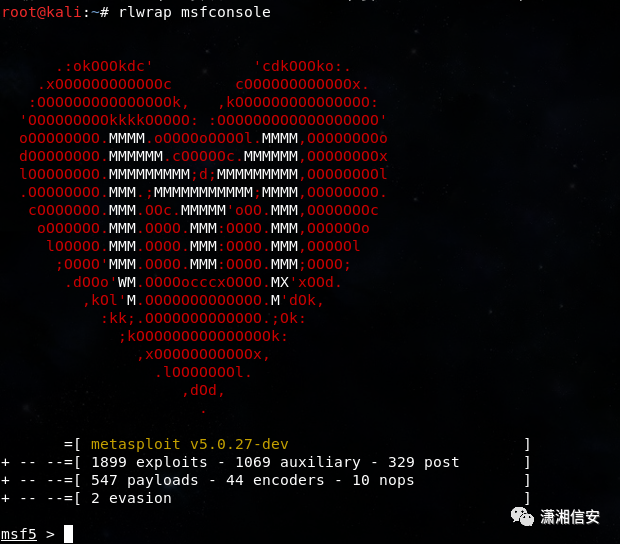 root@kali:~# rlwrap msfconsole
.:okOOOkdc'           'cdkOOOko:.
.xOOOOOOOOOOOOc       cOOOOOOOOOOOOx.
:OOOOOOOOOOOOOOOk,   ,kOOOOOOOOOOOOOOO:
'OOOOOOOOOkkkkOOOOO: :OOOOOOOOOOOOOOOOOO'
oOOOOOOOO.MMMM.oOOOOoOOOOl.MMMM,OOOOOOOOo
dOOOOOOOO.MMMMMM.cOOOOOc.MMMMMM,OOOOOOOOx
lOOOOOOOO.MMMMMMMMM;d;MMMMMMMMM,OOOOOOOOl
.OOOOOOOO.MMM.;MMMMMMMMMMM;MMMM,OOOOOOOO.
cOOOOOOO.MMM.OOc.MMMMM'oOO.MMM,OOOOOOOc
oOOOOOO.MMM.OOOO.MMM:OOOO.MMM,OOOOOOo
lOOOOO.MMM.OOOO.MMM:OOOO.MMM,OOOOOl
;OOOO'MMM.OOOO.MMM:OOOO.MMM;OOOO;
.dOOo'WM.OOOOocccxOOOO.MX'xOOd.
,kOl'M.OOOOOOOOOOOOO.M'dOk,
:kk;.OOOOOOOOOOOOO.;Ok:
;kOOOOOOOOOOOOOOOk:
,xOOOOOOOOOOOx,
.lOOOOOOOl.
,dOd,
.
=[ metasploit v5.0.27-dev                          ]
+ -- --=[ 1899 exploits - 1069 auxiliary - 329 post       ]
+ -- --=[ 547 payloads - 44 encoders - 10 nops            ]
+ -- --=[ 2 evasion                                       ]
msf5 >
潇湘信安